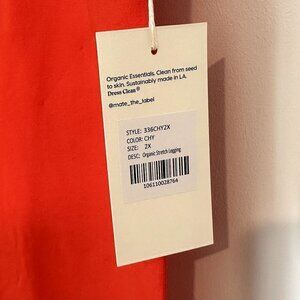 Organic Essentials. Clean from seed
to skin. Sustainably made in LA.
Dress Clean®
@mate_the_label
STYLE: 336CHY2X
COLOR: CHY
SIZE: 2X
DESC: Organic Stretch Legging
106110028764